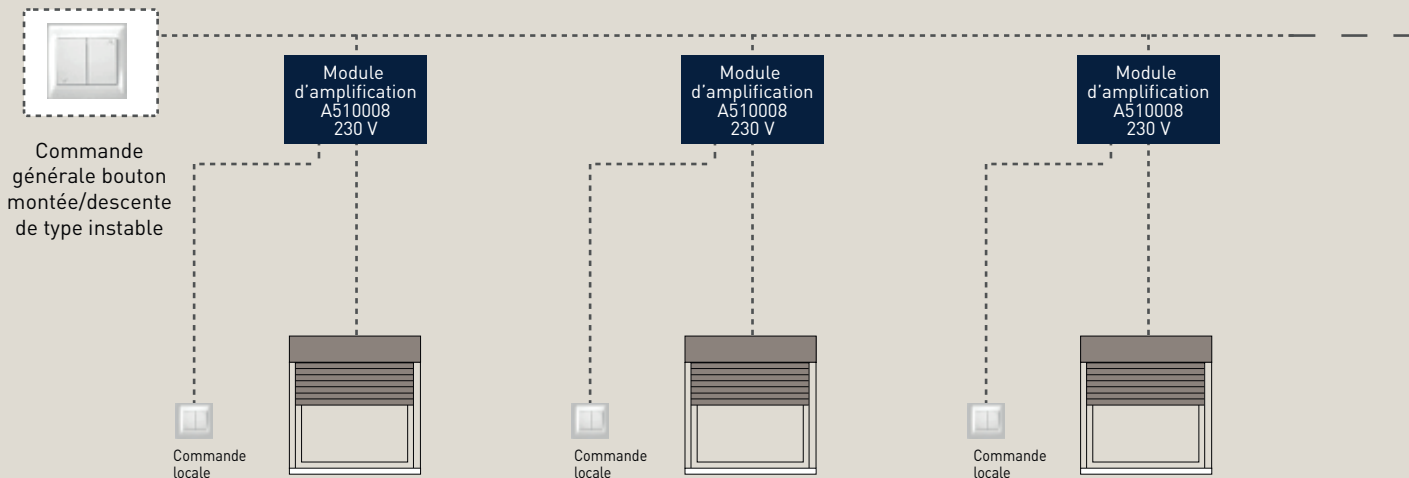 Commande
générale bouton
montée/descente
de type instable
Module
d’amplification
A510008
230 V
Commande
locale
Module
d’amplification
A510008
230 V
Commande
locale
Module
d’amplification
A510008
230 V
Commande
locale